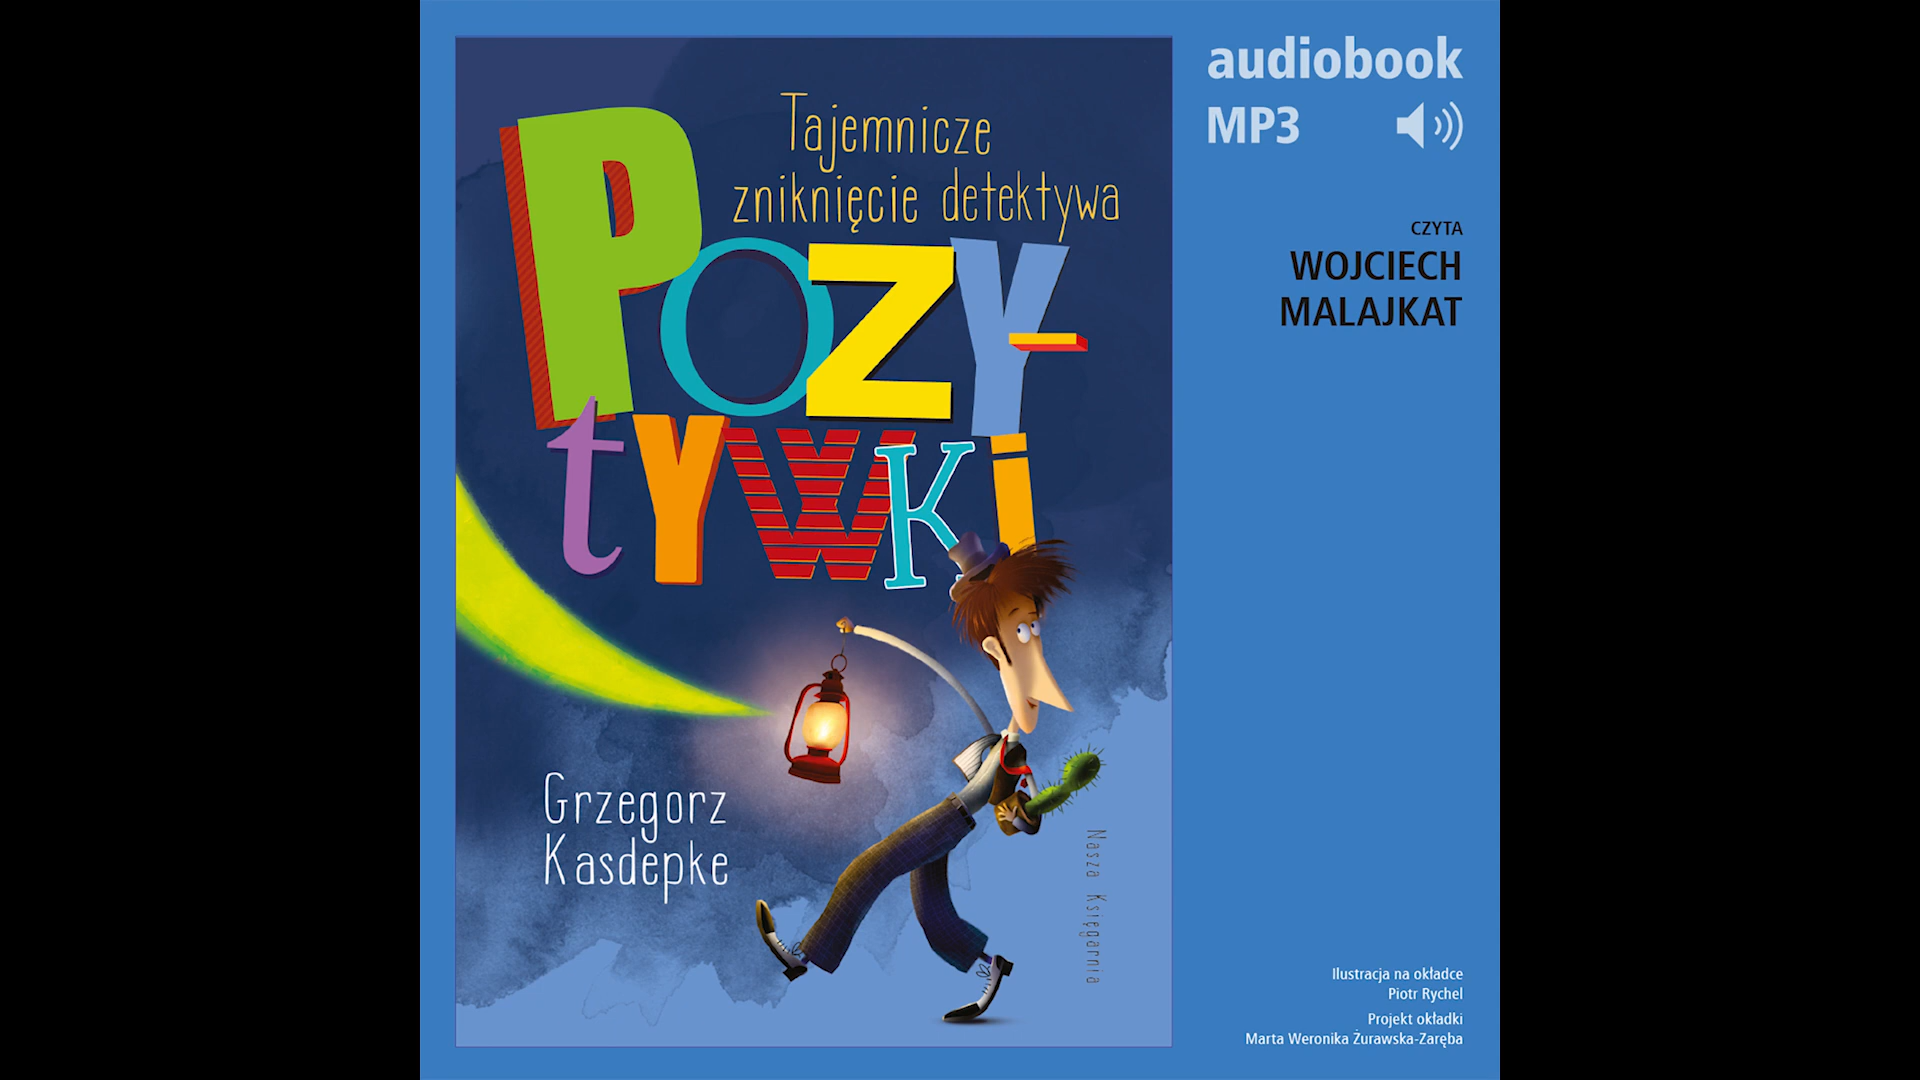 Tajemnicze
zniknięcie detektywa
POZY-
tYWKi
Grzegorz
Kasdepke
Nasza Księgarnia
audiobook
MP3
CZYTA
WOJCIECH
MALAJKAT
Ilustracja na okładce
Piotr Rychel
Projekt okładki
Marta Weronika Żurawska-Zaręba